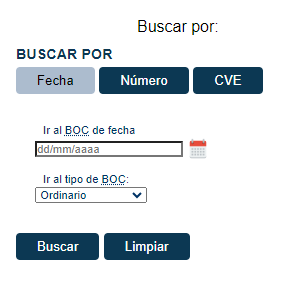 Buscar por:
BUSCAR POR
Fecha Número CVE
Ir al BOC de fecha
dd/mm/aaaa
Ir al tipo de BOC:
Ordinario
Buscar Limpiar